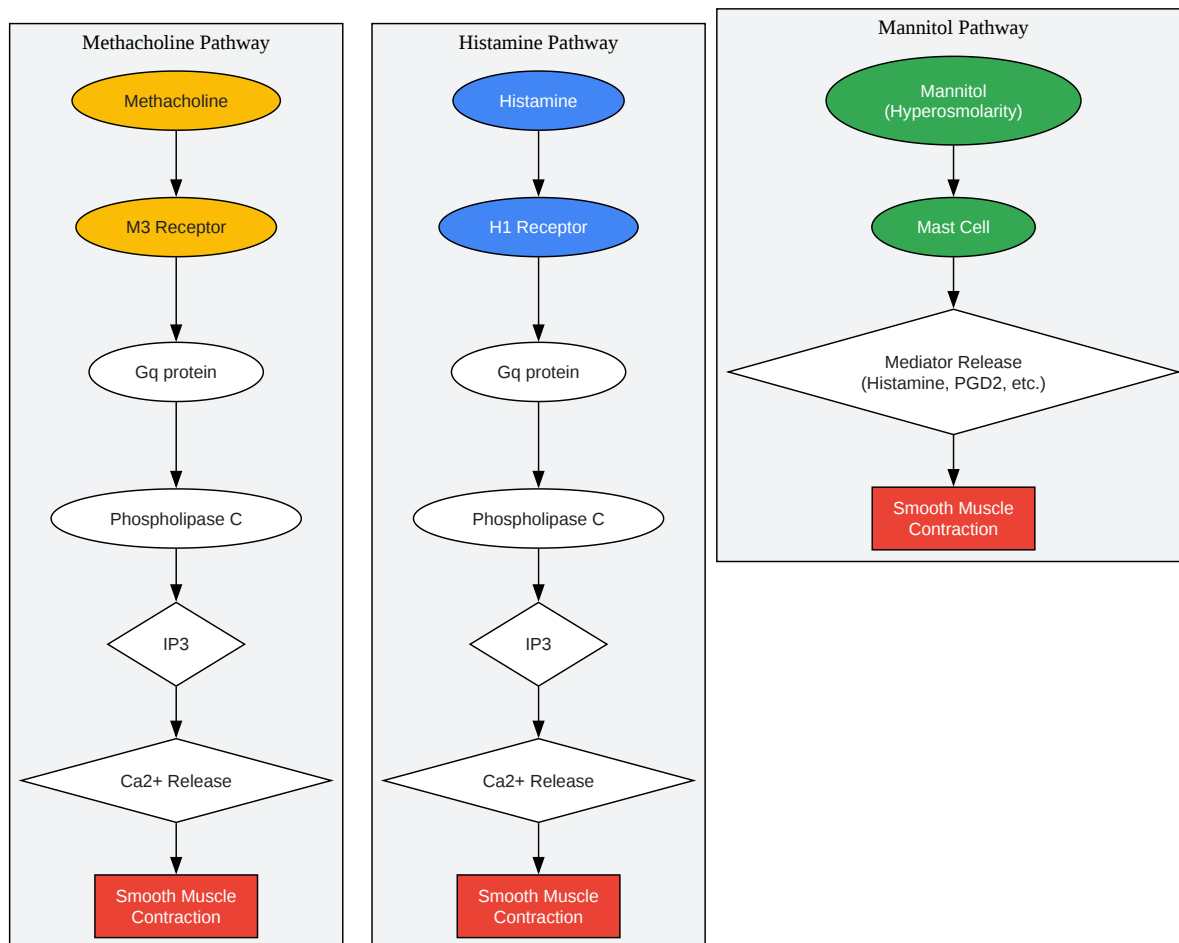 Methacholine Pathway
Methacholine
M3 Receptor
Gq protein
Phospholipase C
IP3
Ca2+ Release
Smooth Muscle
Contraction
Histamine Pathway
Histamine
H1 Receptor
Gq protein
Phospholipase C
IP3
Ca2+ Release
Smooth Muscle
Contraction
Mannitol Pathway
Mannitol
(Hyperosmolarity)
Mast Cell
Mediator Release
(Histamine, PGD2, etc.)
Smooth Muscle
Contraction